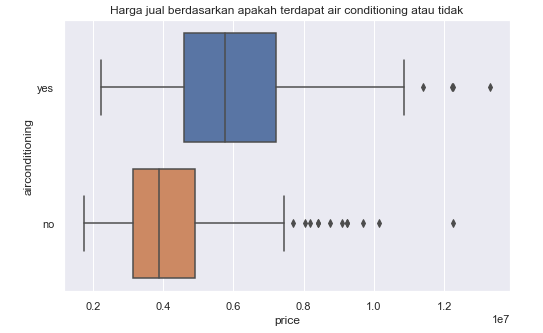 Harga jual berdasarkan apakah terdapat air conditioning atau tidak
yes
airconditioning
no
0.2 0.4 0.6 0.8 1.0 1.2
1e7
price